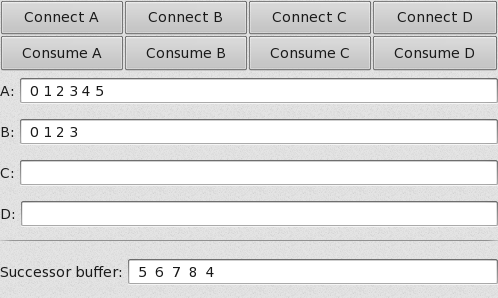 Connect A Connect B Connect C Connect D
Consume A Consume B Consume C Consume D
A: 0 1 2 3 4 5
B: 0 1 2 3
C:
D:
Successor buffer: 5 6 7 8 4